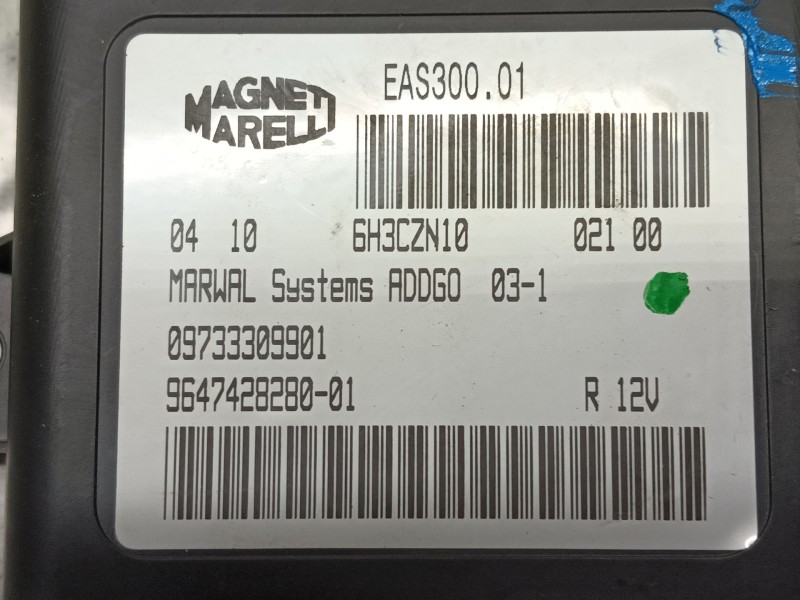 MAGNETI
MARELLI
EAS300.01
04 10 6H3CZN10 021 00
MARWAL Systems ADDGO 03-1
09733309901
9647428280-01 R 12V